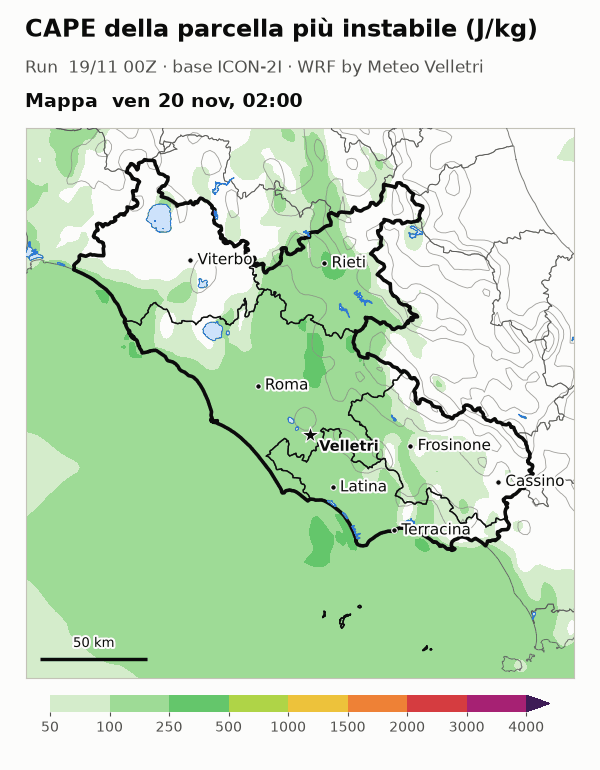 CAPE della parcella più instabile (J/kg)
Run  19/11 00Z · base ICON-2I · WRF by Meteo Velletri
Mappa  ven 20 nov, 02:00
Viterbo
Rieti
Roma
Velletri
Frosinone
Latina
Cassino
Terracina
50 km
50 100 250 500 1000 1500 2000 3000 4000